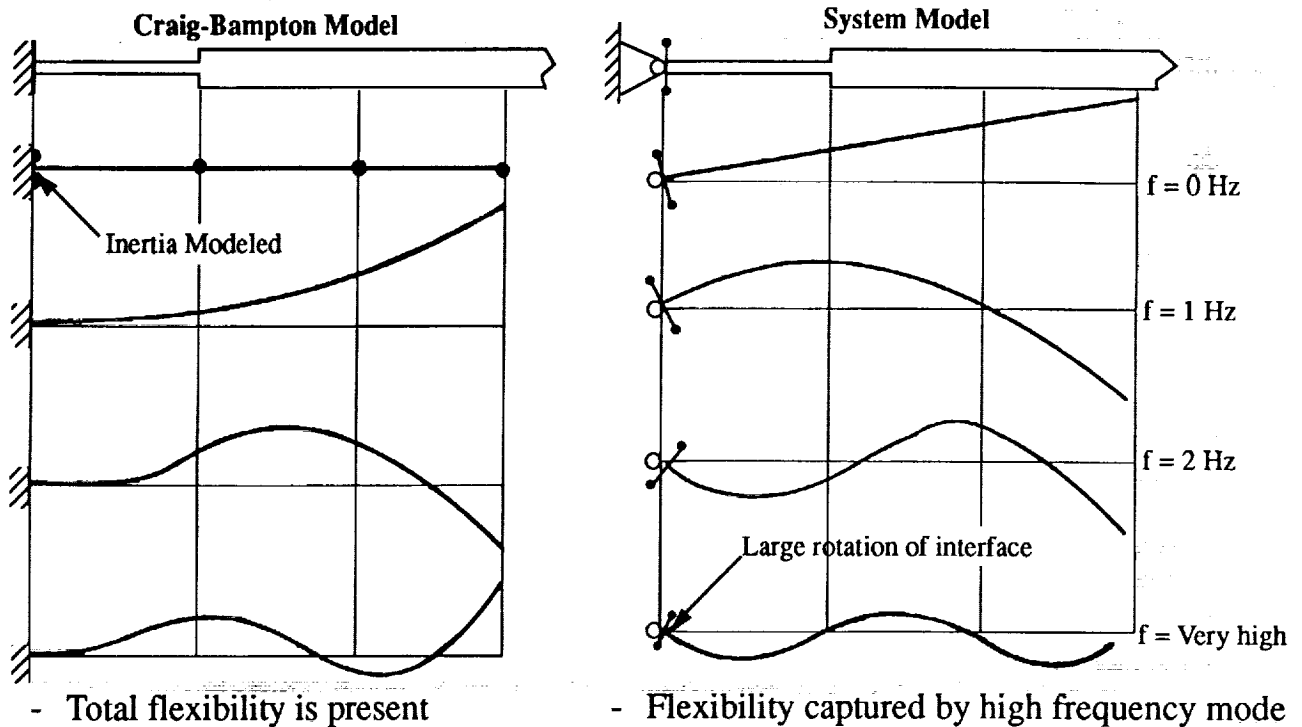 Craig-Bampton Model
System Model
Inertia Modeled
f = 0 Hz
f = 1 Hz
f = 2 Hz
Large rotation of interface
f = Very high
- Total flexibility is present
- Flexibility captured by high frequency mode